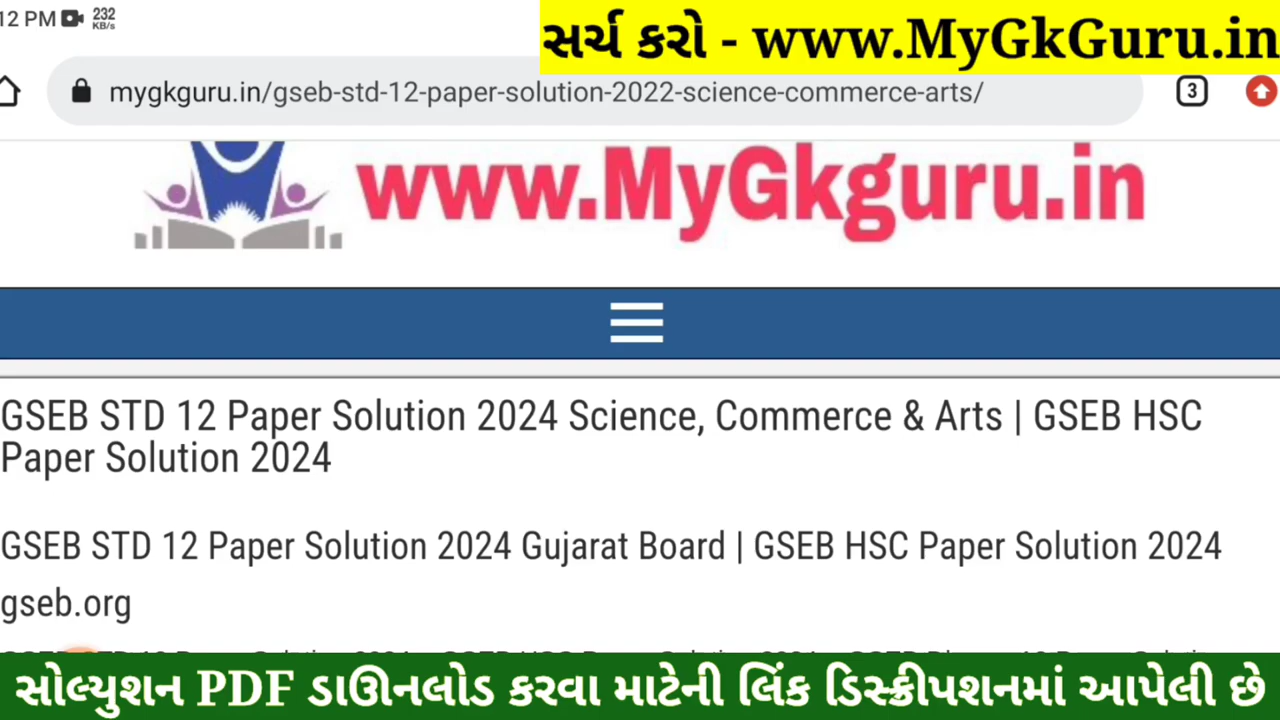 12 PM 232 KB/s
સર્ચ કરો - www.MyGkGuru.in
mygkguru.in/gseb-std-12-paper-solution-2022-science-commerce-arts/
3
www.MyGkguru.in
GSEB STD 12 Paper Solution 2024 Science, Commerce & Arts | GSEB HSC
Paper Solution 2024
GSEB STD 12 Paper Solution 2024 Gujarat Board | GSEB HSC Paper Solution 2024
gseb.org
સોલ્યુશન PDF ડાઊનલોડ કરવા માટેની લિંક ડિસ્ક્રીપશનમાં આપેલી છે